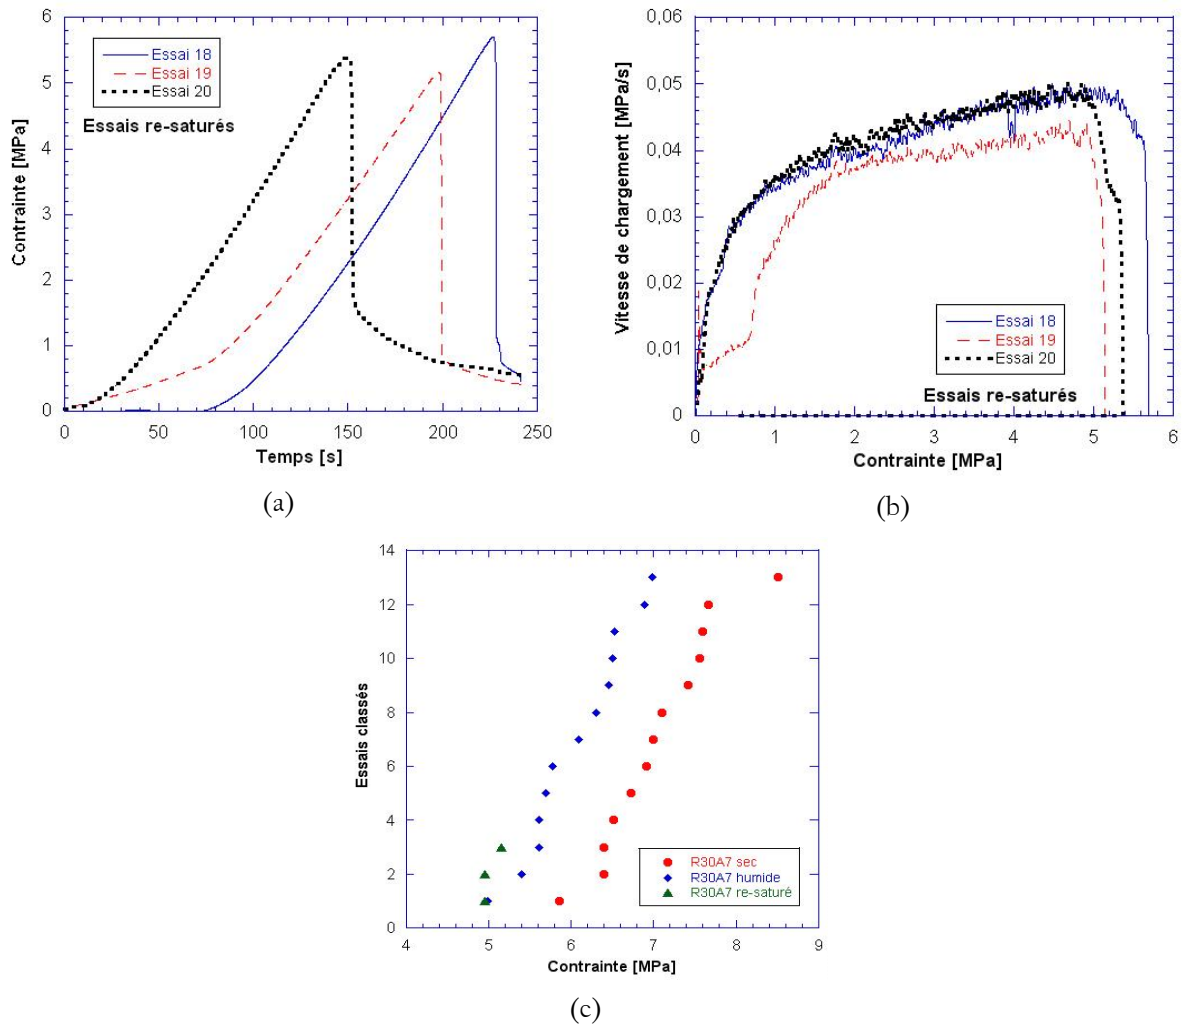 6
5
4
3
2
1
0
Contrainte [MPa]
Essai 18
Essai 19
Essai 20
Essais re-saturés
0
50
100
150
200
250
Temps [s]
(a)
0,06
0,05
0,04
0,03
0,02
0,01
0
Vitesse de chargement [MPa/s]
Essai 18
Essai 19
Essai 20
Essais re-saturés
0
1
2
3
4
5
6
Contrainte [MPa]
(b)
14
12
10
8
6
4
2
0
Essais classés
R30A7 sec
R30A7 humide
R30A7 re-saturé
4
5
6
7
8
9
Contrainte [MPa]
(c)